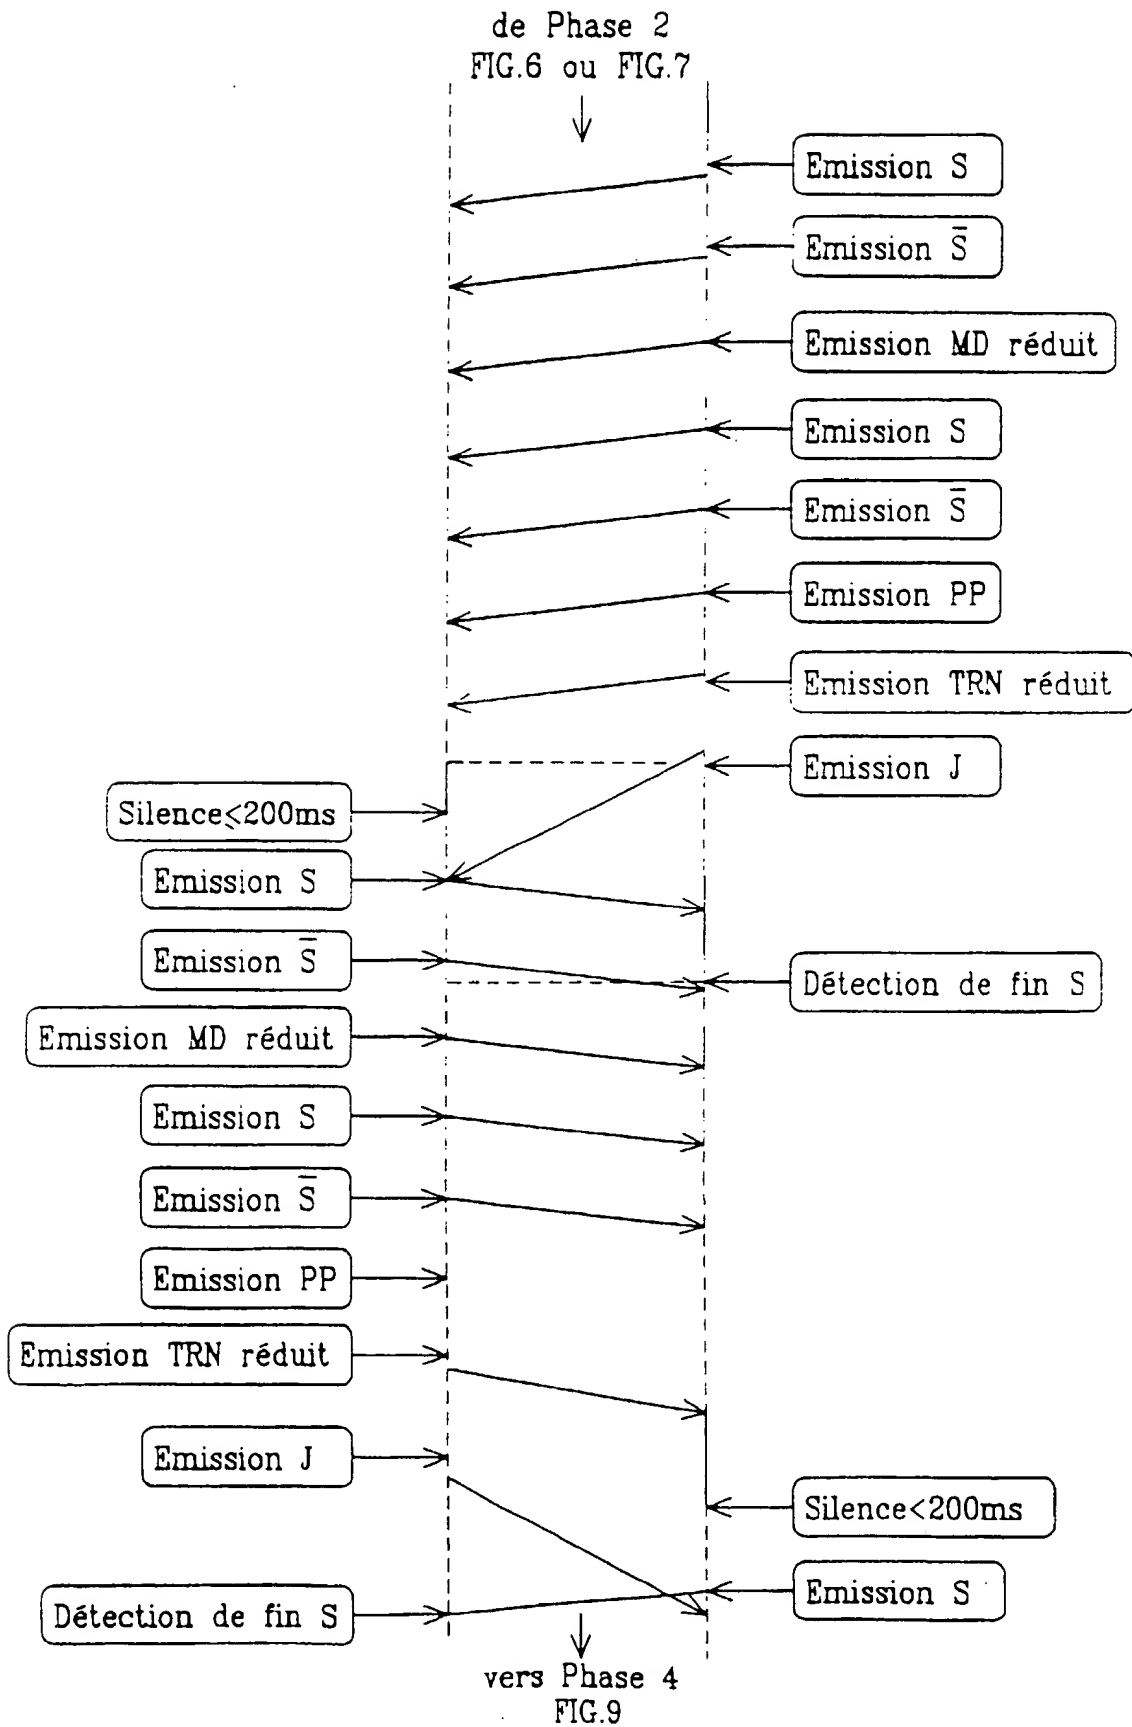 de Phase 2
FIG.6 ou FIG.7
Emission S
Emission S̄
Emission MD réduit
Emission S
Emission S̄
Emission PP
Emission TRN réduit
Emission J
Silence≤200ms
Emission S
Emission S̄
Détection de fin S
Emission MD réduit
Emission S
Emission S̄
Emission PP
Emission TRN réduit
Emission J
Silence<200ms
Emission S
Détection de fin S
vers Phase 4
FIG.9